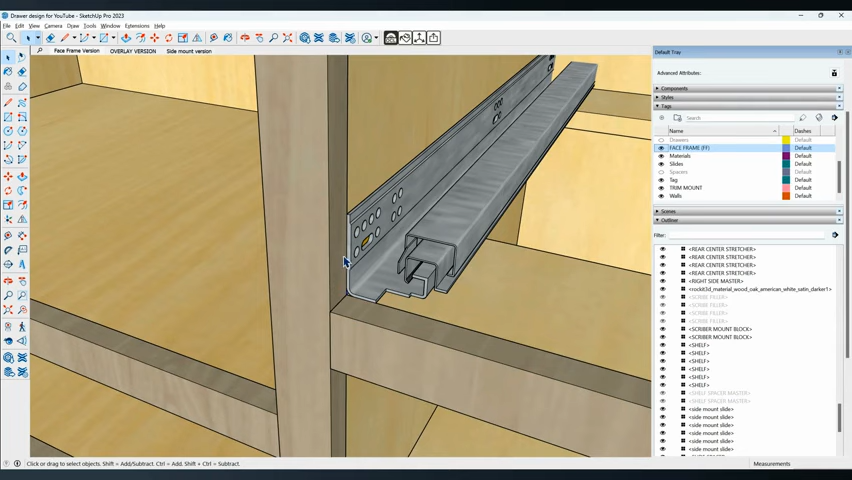 Drawer design for YouTube - SketchUp Pro 2023
File Edit View Camera Draw Tools Window Extensions Help
Face Frame Version OVERLAY VERSION Side mount version
Default Tray
Advanced Attributes:
Components
Styles
Tags
Search
Name Dashes
Drawers Default
FACE FRAME (FF) Default
Materials Default
Slides Default
Spacers Default
Tag Default
TRIM MOUNT Default
Walls Default
Scenes
Outliner
Filter:
<REAR CENTER STRETCHER>
<REAR CENTER STRETCHER>
<REAR CENTER STRETCHER>
<REAR CENTER STRETCHER>
<RIGHT SIDE MASTER>
<rockit3d_material_wood_oak_american_white_satin_darker1>
<SCRIBE FILLER>
<SCRIBE FILLER>
<SCRIBE FILLER>
<SCRIBE FILLER>
<SCRIBER MOUNT BLOCK>
<SCRIBER MOUNT BLOCK>
<SHELF>
<SHELF>
<SHELF>
<SHELF>
<SHELF>
<SHELF>
<SHELF SPACER MASTER>
<SHELF SPACER MASTER>
<side mount slide>
<side mount slide>
<side mount slide>
<side mount slide>
<side mount slide>
<side mount slide>
Click or drag to select objects. Shift = Add/Subtract. Ctrl = Add. Shift + Ctrl = Subtract.
Measurements